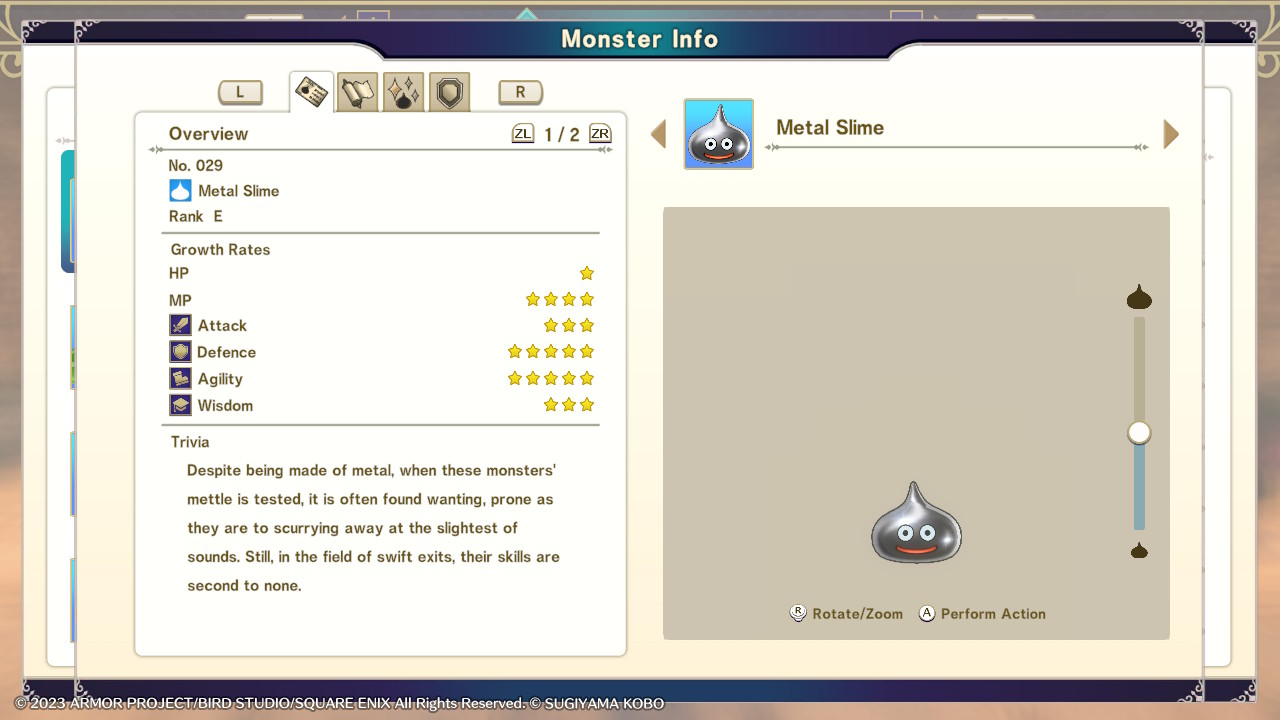 Monster Info
L
R
Overview
ZL 1 / 2 ZR
No. 029
Metal Slime
Rank E
Growth Rates
HP
MP
Attack
Defence
Agility
Wisdom
Trivia
Despite being made of metal, when these monsters'
mettle is tested, it is often found wanting, prone as
they are to scurrying away at the slightest of
sounds. Still, in the field of swift exits, their skills are
second to none.
Metal Slime
R Rotate/Zoom A Perform Action
© 2023 ARMOR PROJECT/BIRD STUDIO/SQUARE ENIX All Rights Reserved. © SUGIYAMA KOBO